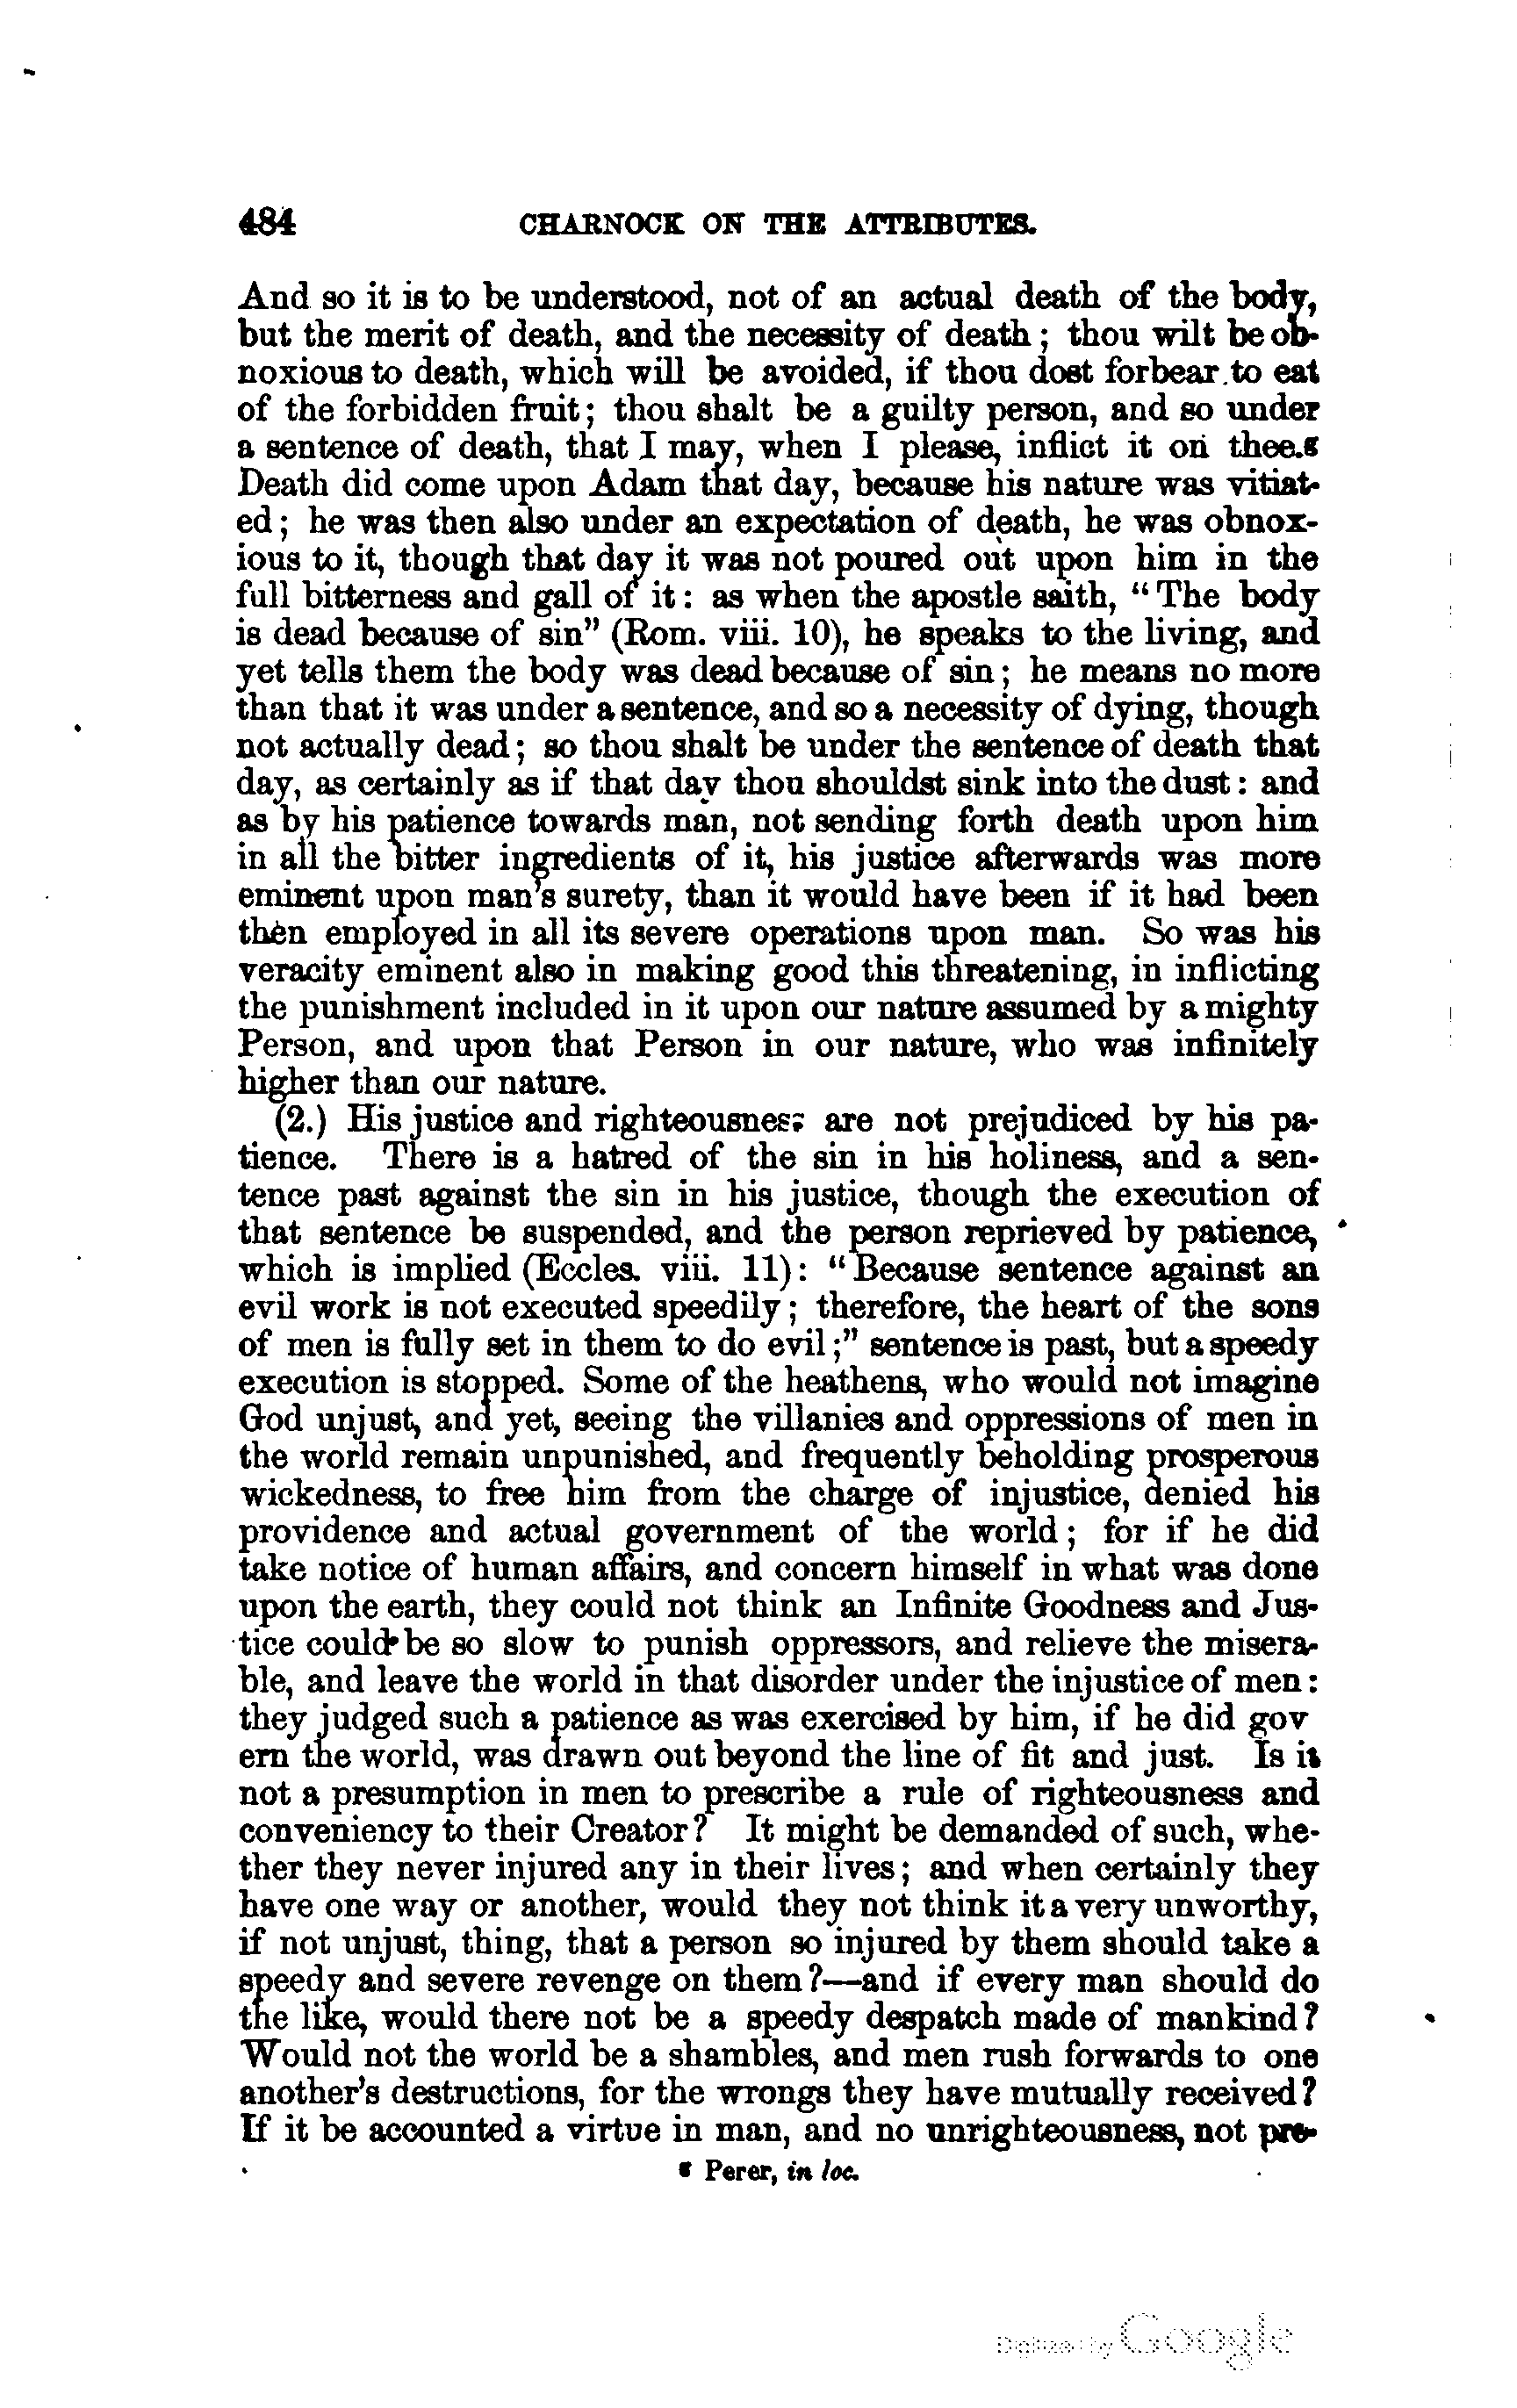 484 CHARNOCK ON THE ATTRIBUTES.
And so it is to be understood, not of an actual death of the body,
but the merit of death, and the necessity of death; thou wilt be ob-
noxious to death, which will be avoided, if thou dost forbear to eat
of the forbidden fruit; thou shalt be a guilty person, and so under
a sentence of death, that I may, when I please, inflict it on thee.g
Death did come upon Adam that day, because his nature was vitiat-
ed; he was then also under an expectation of death, he was obnox-
ious to it, though that day it was not poured out upon him in the
full bitterness and gall of it: as when the apostle saith, "The body
is dead because of sin" (Rom. viii. 10), he speaks to the living, and
yet tells them the body was dead because of sin; he means no more
than that it was under a sentence, and so a necessity of dying, though
not actually dead; so thou shalt be under the sentence of death that
day, as certainly as if that day thou shouldst sink into the dust: and
as by his patience towards man, not sending forth death upon him
in all the bitter ingredients of it, his justice afterwards was more
eminent upon man's surety, than it would have been if it had been
then employed in all its severe operations upon man. So was his
veracity eminent also in making good this threatening, in inflicting
the punishment included in it upon our nature assumed by a mighty
Person, and upon that Person in our nature, who was infinitely
higher than our nature.
(2.) His justice and righteousness are not prejudiced by his pa-
tience. There is a hatred of the sin in his holiness, and a sen-
tence past against the sin in his justice, though the execution of
that sentence be suspended, and the person reprieved by patience,
which is implied (Eccles. viii. 11): "Because sentence against an
evil work is not executed speedily; therefore, the heart of the sons
of men is fully set in them to do evil;" sentence is past, but a speedy
execution is stopped. Some of the heathens, who would not imagine
God unjust, and yet, seeing the villanies and oppressions of men in
the world remain unpunished, and frequently beholding prosperous
wickedness, to free him from the charge of injustice, denied his
providence and actual government of the world; for if he did
take notice of human affairs, and concern himself in what was done
upon the earth, they could not think an Infinite Goodness and Jus-
tice could be so slow to punish oppressors, and relieve the misera-
ble, and leave the world in that disorder under the injustice of men:
they judged such a patience as was exercised by him, if he did gov
ern the world, was drawn out beyond the line of fit and just. Is it
not a presumption in men to prescribe a rule of righteousness and
conveniency to their Creator? It might be demanded of such, whe-
ther they never injured any in their lives; and when certainly they
have one way or another, would they not think it a very unworthy,
if not unjust, thing, that a person so injured by them should take a
speedy and severe revenge on them?—and if every man should do
the like, would there not be a speedy despatch made of mankind?
Would not the world be a shambles, and men rush forwards to one
another's destructions, for the wrongs they have mutually received?
If it be accounted a virtue in man, and no unrighteousness, not pre-
g Perer, in loc.
Digitized by Google